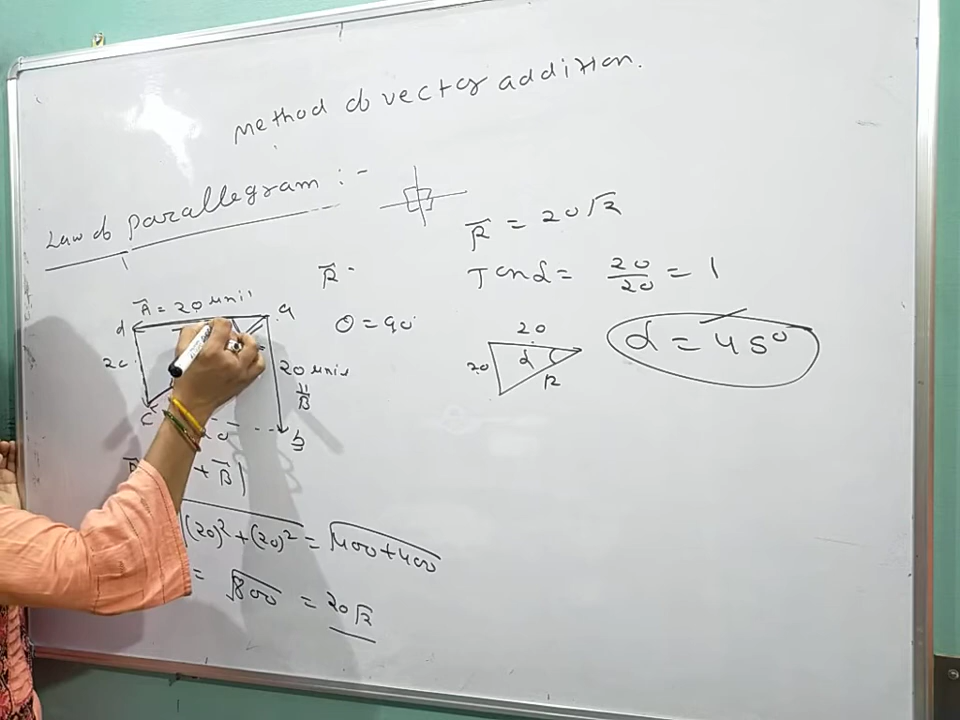 Method of vector addition.
Law of Parallegram :-
R̅ = 20√2
Tanα = 20/20 = 1
α = 45°
R̅
θ = 90°
A̅ = 20 unit
d
a
20 unit
B̅
c
b
20
20
α
R
+ B̅|
(20)² + (20)² = √400+400
= √800 = 20√2